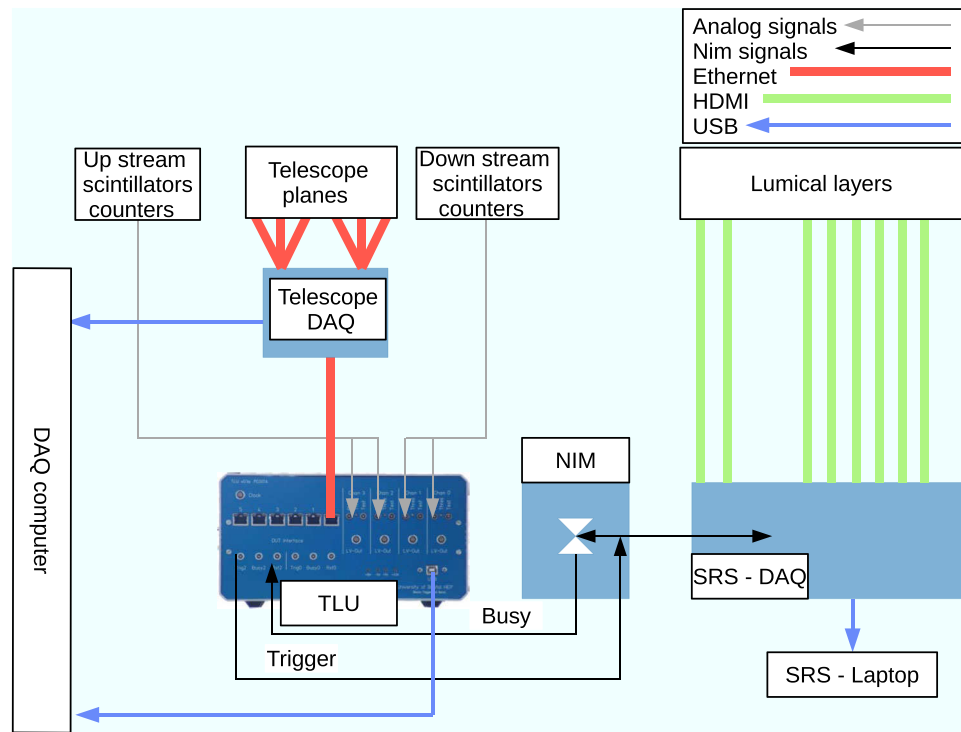 Analog signals
Nim signals
Ethernet
HDMI
USB
Up stream
scintillators
counters
Telescope
planes
Down stream
scintillators
counters
Lumical layers
Telescope
DAQ
DAQ computer
NIM
SRS - DAQ
TLU
Busy
Trigger
SRS - Laptop